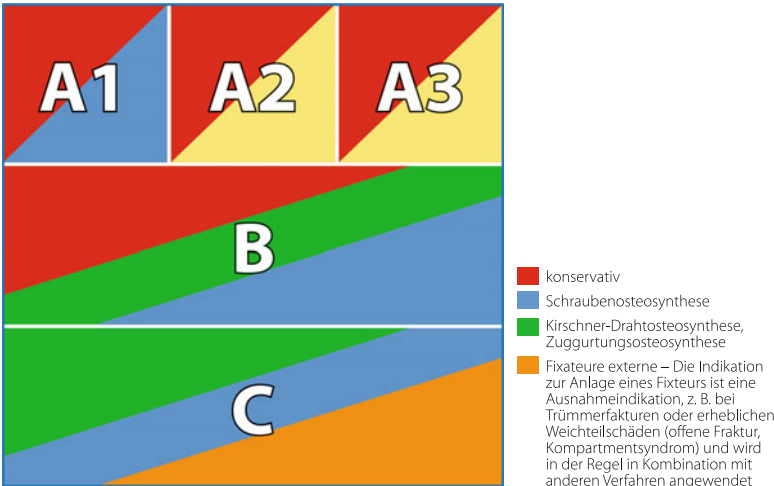 A1 A2 A3
B
C
konservativ
Schraubenosteosynthese
Kirschner-Drahtosteosynthese,
Zuggurtungsosteosynthese
Fixateure externe – Die Indikation
zur Anlage eines Fixteurs ist eine
Ausnahmeindikation, z. B. bei
Trümmerfakturen oder erheblichen
Weichteilschäden (offene Fraktur,
Kompartmentsyndrom) und wird
in der Regel in Kombination mit
anderen Verfahren angewendet